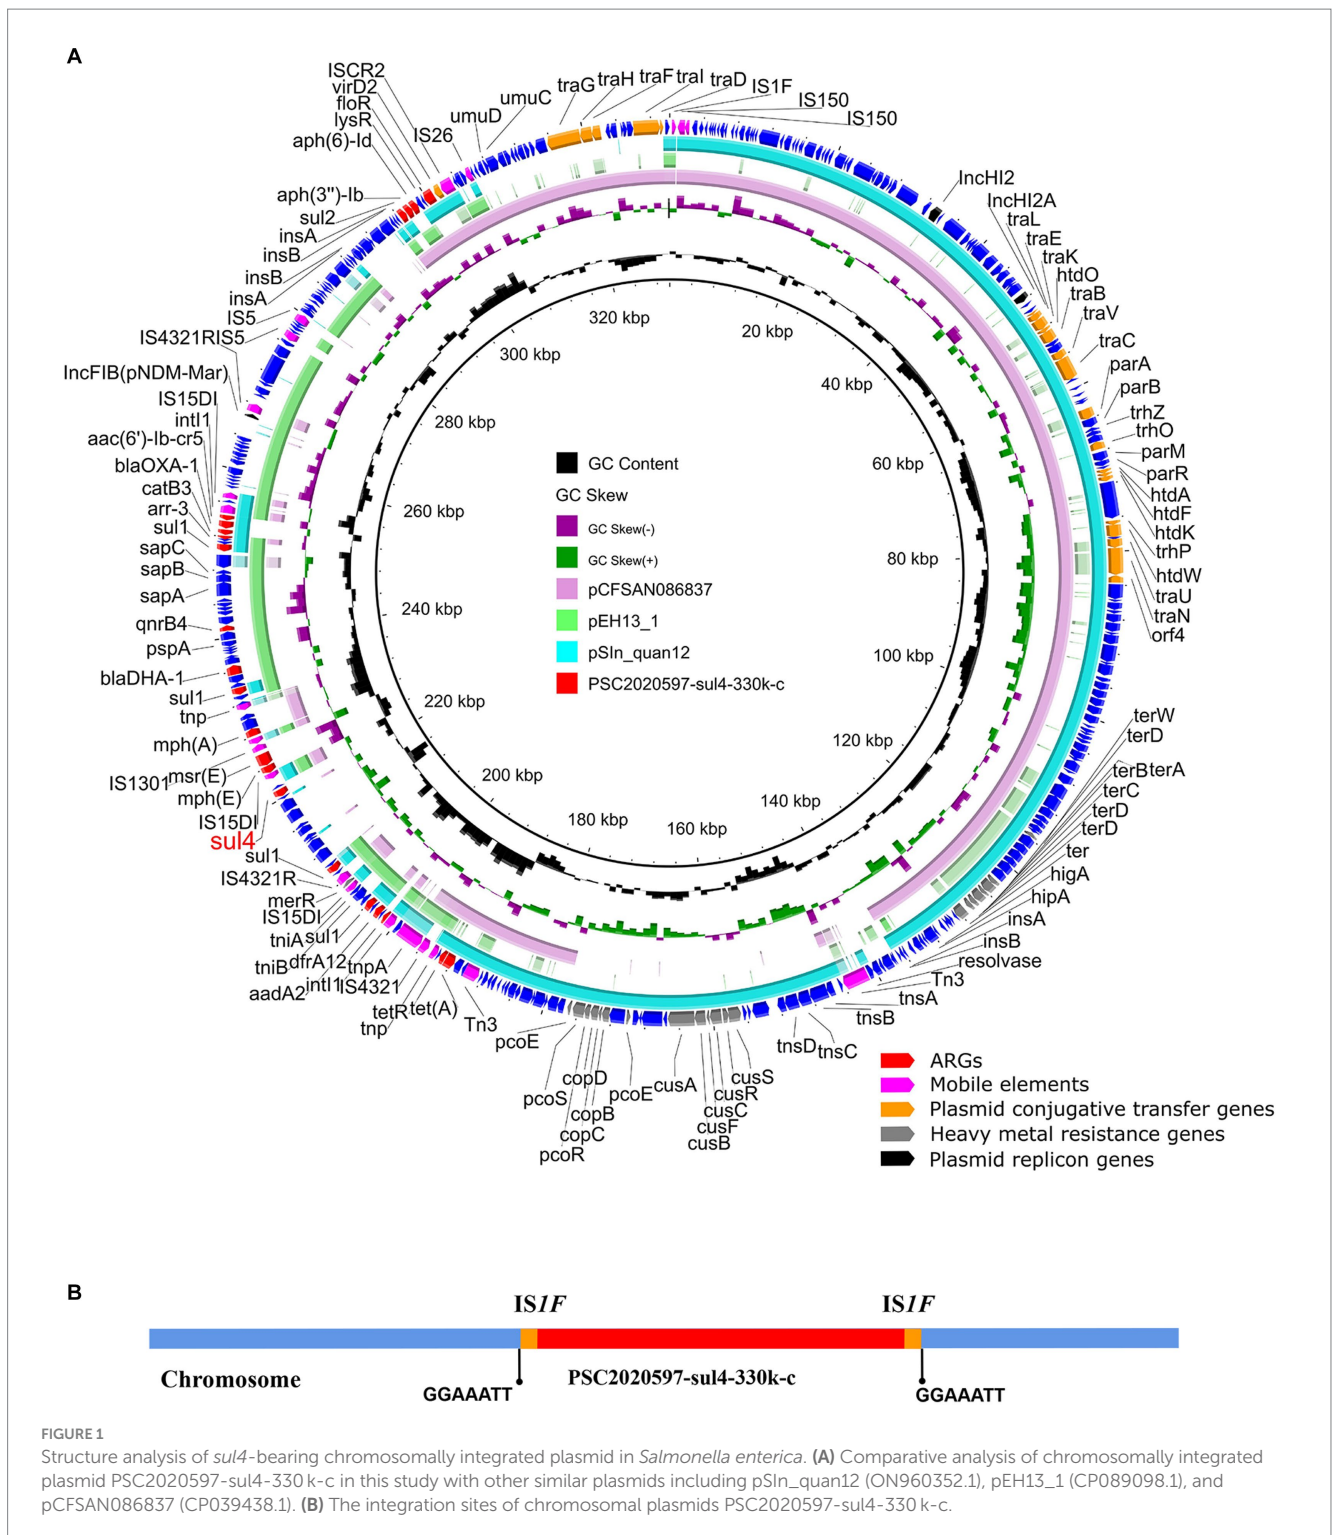 A
ISCR2
virD2
floR
lysR
aph(6)-Id
IS26
umuD
umuC
traG
traH
traF
traI
traD
IS1F
IS150
IS150
aph(3")-Ib
sul2
insA
insB
insB
insA
IS5
IS4321R
IS5
IncFIB(pNDM-Mar)
IS15DI
intI1
aac(6')-Ib-cr5
blaOXA-1
catB3
arr-3
sul1
sapC
sapB
sapA
qnrB4
pspA
blaDHA-1
sul1
tnp
mph(A)
IS1301
msr(E)
mph(E)
IS15DI
sul4
sul1
IS4321R
merR
IS15DI
tniA
sul1
tniB
dfrA12
tnpA
aadA2
intI1
IS4321
tetR
tet(A)
tnp
Tn3
pcoE
pcoS
copD
copB
copC
pcoR
pcoE
cusA
cusS
cusR
cusC
cusF
cusB
tnsD
tnsC
tnsB
tnsA
Tn3
resolvase
insB
insA
hipA
higA
ter
terD
terD
terC
terB
terA
terD
terW
orf4
traN
traU
htdW
trhP
htdK
htdF
htdA
parR
parM
trhO
trhZ
parB
parA
traC
traV
traB
htdO
traK
traE
traL
IncHI2A
IncHI2
20 kbp
40 kbp
60 kbp
80 kbp
100 kbp
120 kbp
140 kbp
160 kbp
180 kbp
200 kbp
220 kbp
240 kbp
260 kbp
280 kbp
300 kbp
320 kbp
GC Content
GC Skew
GC Skew(-)
GC Skew(+)
pCFSAN086837
pEH13_1
pSIn_quan12
PSC2020597-sul4-330k-c
ARGs
Mobile elements
Plasmid conjugative transfer genes
Heavy metal resistance genes
Plasmid replicon genes
B
IS1F
IS1F
Chromosome
PSC2020597-sul4-330k-c
GGAAATT
GGAAATT
FIGURE 1
Structure analysis of sul4-bearing chromosomally integrated plasmid in Salmonella enterica. (A) Comparative analysis of chromosomally integrated
plasmid PSC2020597-sul4-330 k-c in this study with other similar plasmids including pSIn_quan12 (ON960352.1), pEH13_1 (CP089098.1), and
pCFSAN086837 (CP039438.1). (B) The integration sites of chromosomal plasmids PSC2020597-sul4-330 k-c.